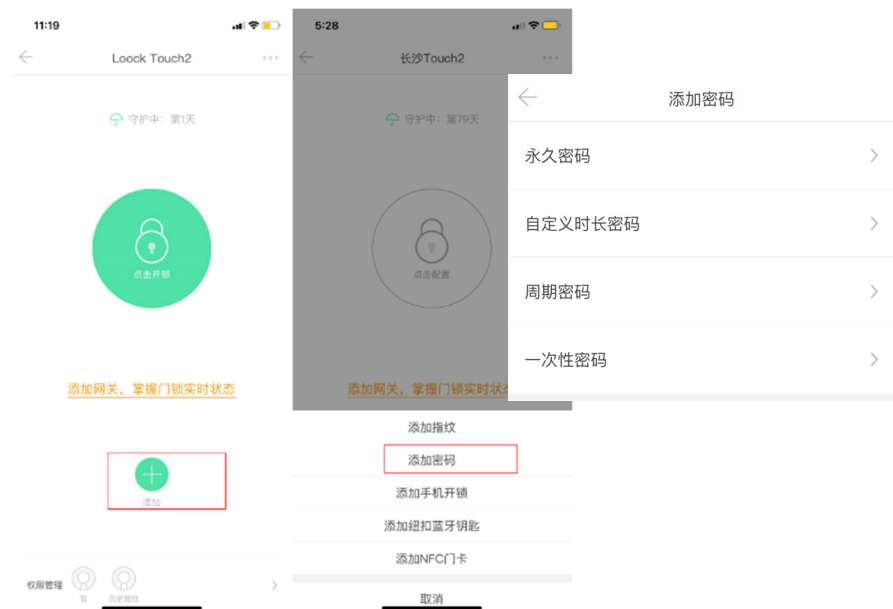 11:19
Loock Touch2
守护中：第1天
点击开锁
添加网关，掌握门锁实时状态
添加
权限管理
我
历史指纹
5:28
长沙Touch2
守护中：第79天
点击配置
添加网关，掌握门锁实时状态
添加指纹
添加密码
添加手机开锁
添加纽扣蓝牙钥匙
添加NFC门卡
取消
添加密码
永久密码
自定义时长密码
周期密码
一次性密码